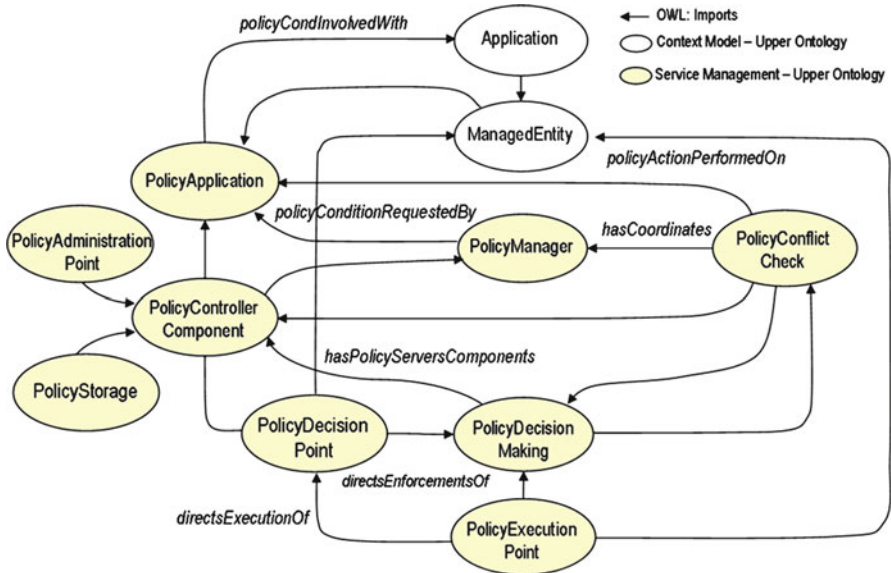 policyCondInvolvedWith
Application
OWL: Imports
Context Model – Upper Ontology
Service Management – Upper Ontology
ManagedEntity
policyActionPerformedOn
PolicyApplication
policyConditionRequestedBy
PolicyAdministration
Point
PolicyManager
hasCoordinates
PolicyConflict
Check
PolicyController
Component
hasPolicyServersComponents
PolicyStorage
PolicyDecision
Point
PolicyDecision
Making
directsEnforcementsOf
directsExecutionOf
PolicyExecution
Point